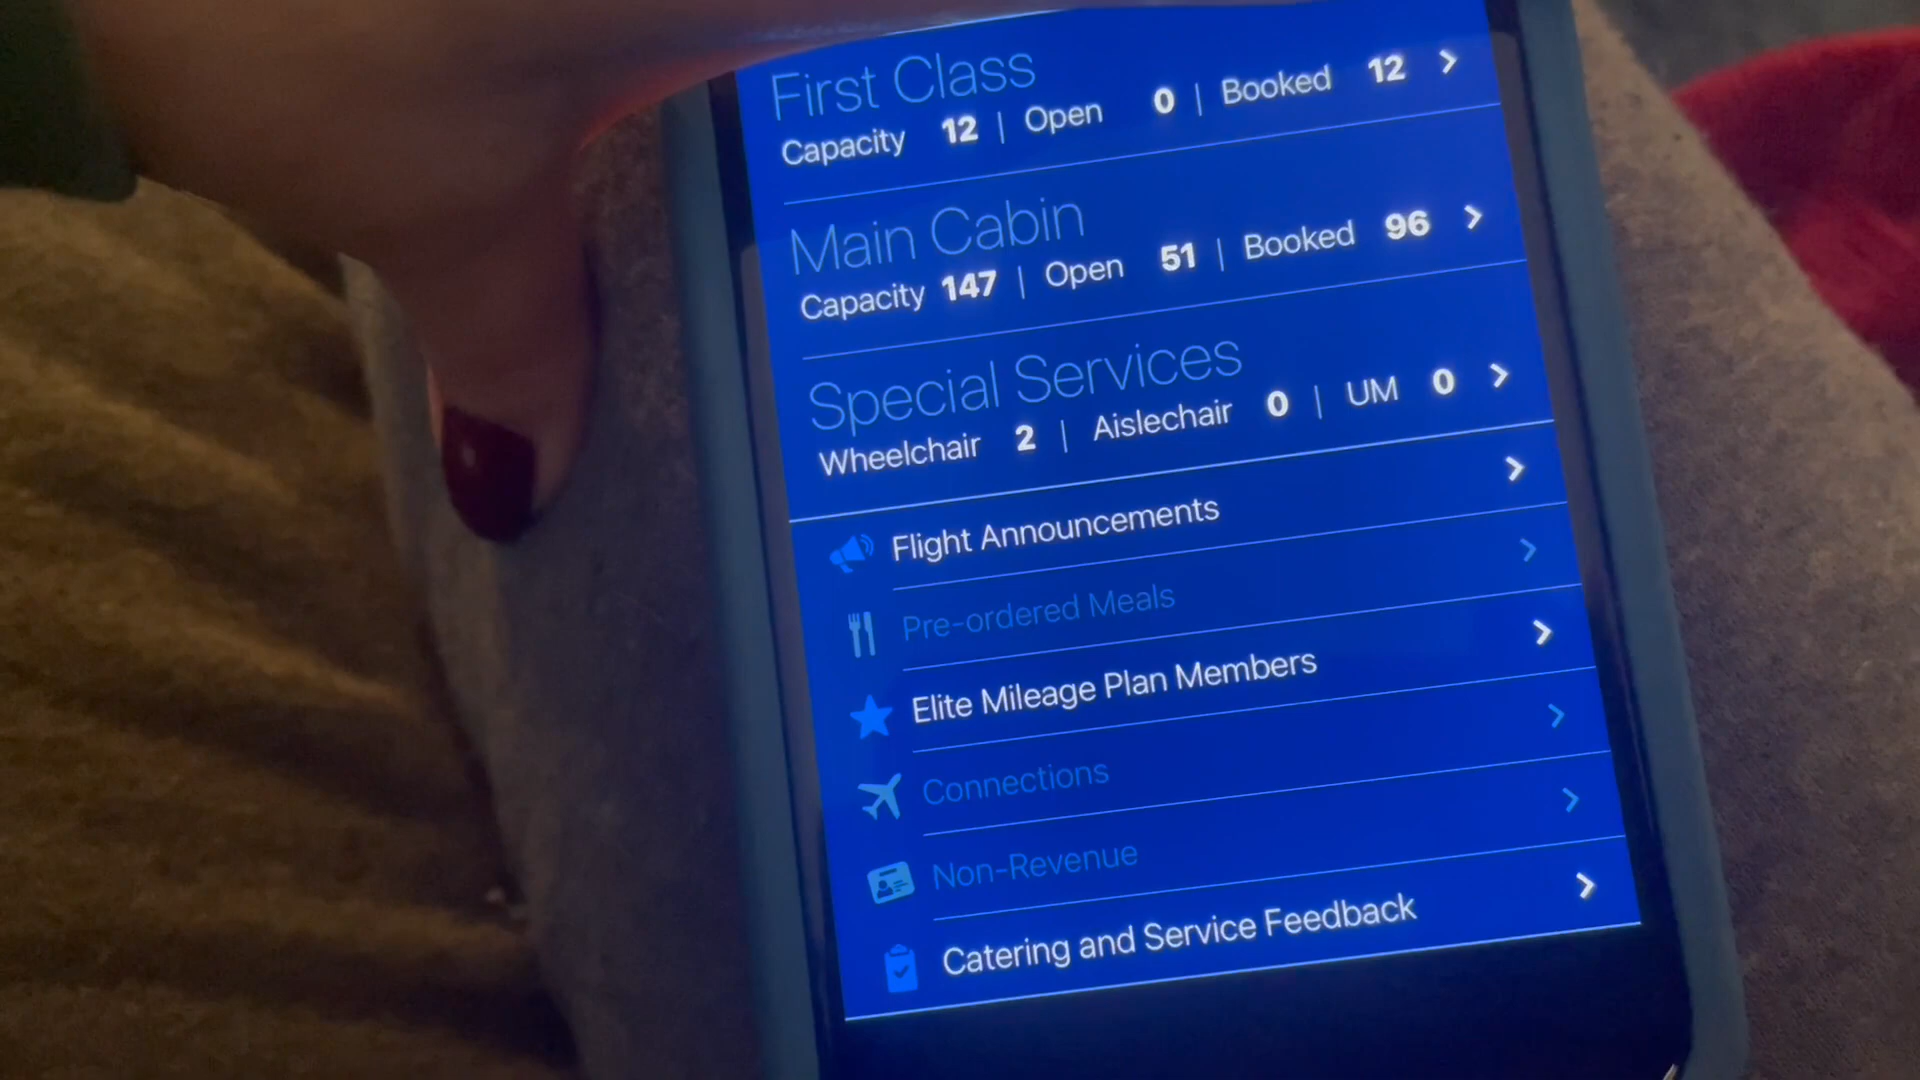 First Class
Capacity 12 | Open 0 | Booked 12
Main Cabin
Capacity 147 | Open 51 | Booked 96
Special Services
Wheelchair 2 | Aislechair 0 | UM 0
Flight Announcements
Pre-ordered Meals
Elite Mileage Plan Members
Connections
Non-Revenue
Catering and Service Feedback